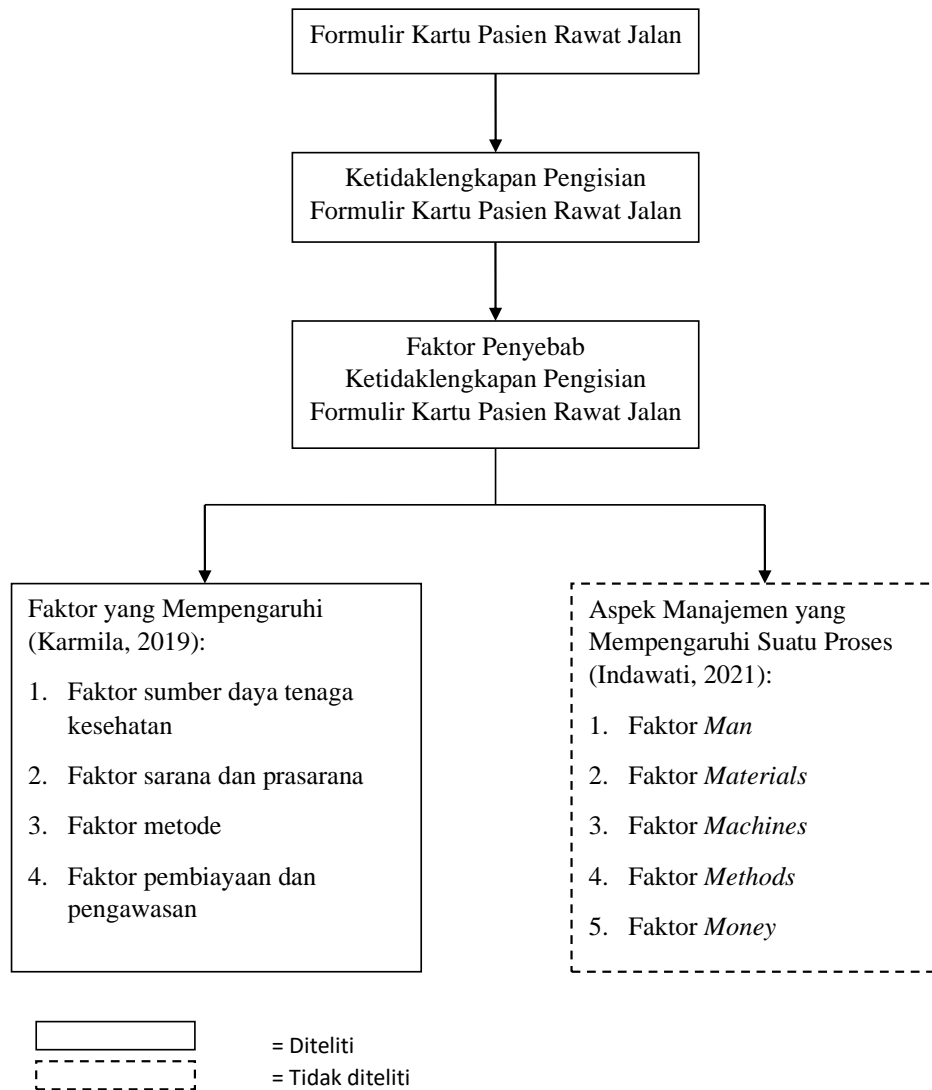 Formulir Kartu Pasien Rawat Jalan
Ketidaklengkapan Pengisian
Formulir Kartu Pasien Rawat Jalan
Faktor Penyebab
Ketidaklengkapan Pengisian
Formulir Kartu Pasien Rawat Jalan
Faktor yang Mempengaruhi
(Karmila, 2019):
1. Faktor sumber daya tenaga
kesehatan
2. Faktor sarana dan prasarana
3. Faktor metode
4. Faktor pembiayaan dan
pengawasan
Aspek Manajemen yang
Mempengaruhi Suatu Proses
(Indawati, 2021):
1. Faktor Man
2. Faktor Materials
3. Faktor Machines
4. Faktor Methods
5. Faktor Money
= Diteliti
= Tidak diteliti